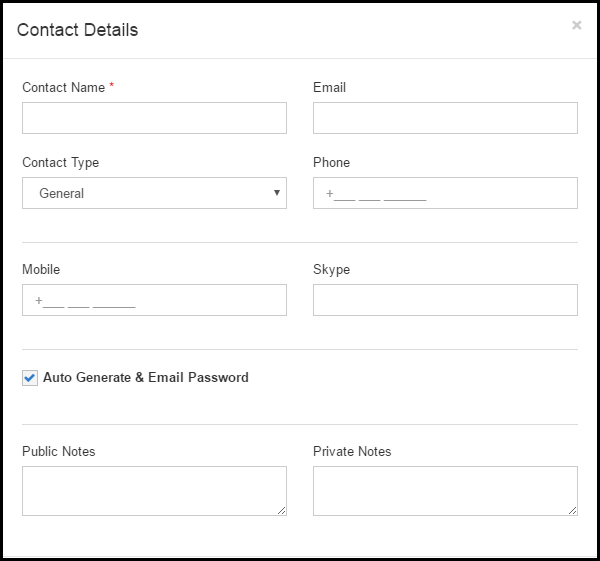 Contact Details ×
Contact Name * Email
Contact Type Phone
General +___ ___ ______
Mobile Skype
+___ ___ ______
Auto Generate & Email Password
Public Notes Private Notes